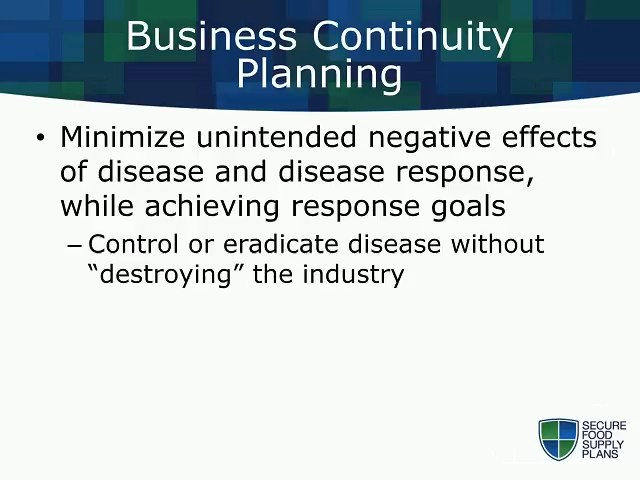 Business Continuity
Planning
• Minimize unintended negative effects
of disease and disease response,
while achieving response goals
– Control or eradicate disease without
“destroying” the industry
SECURE
FOOD
SUPPLY
PLANS